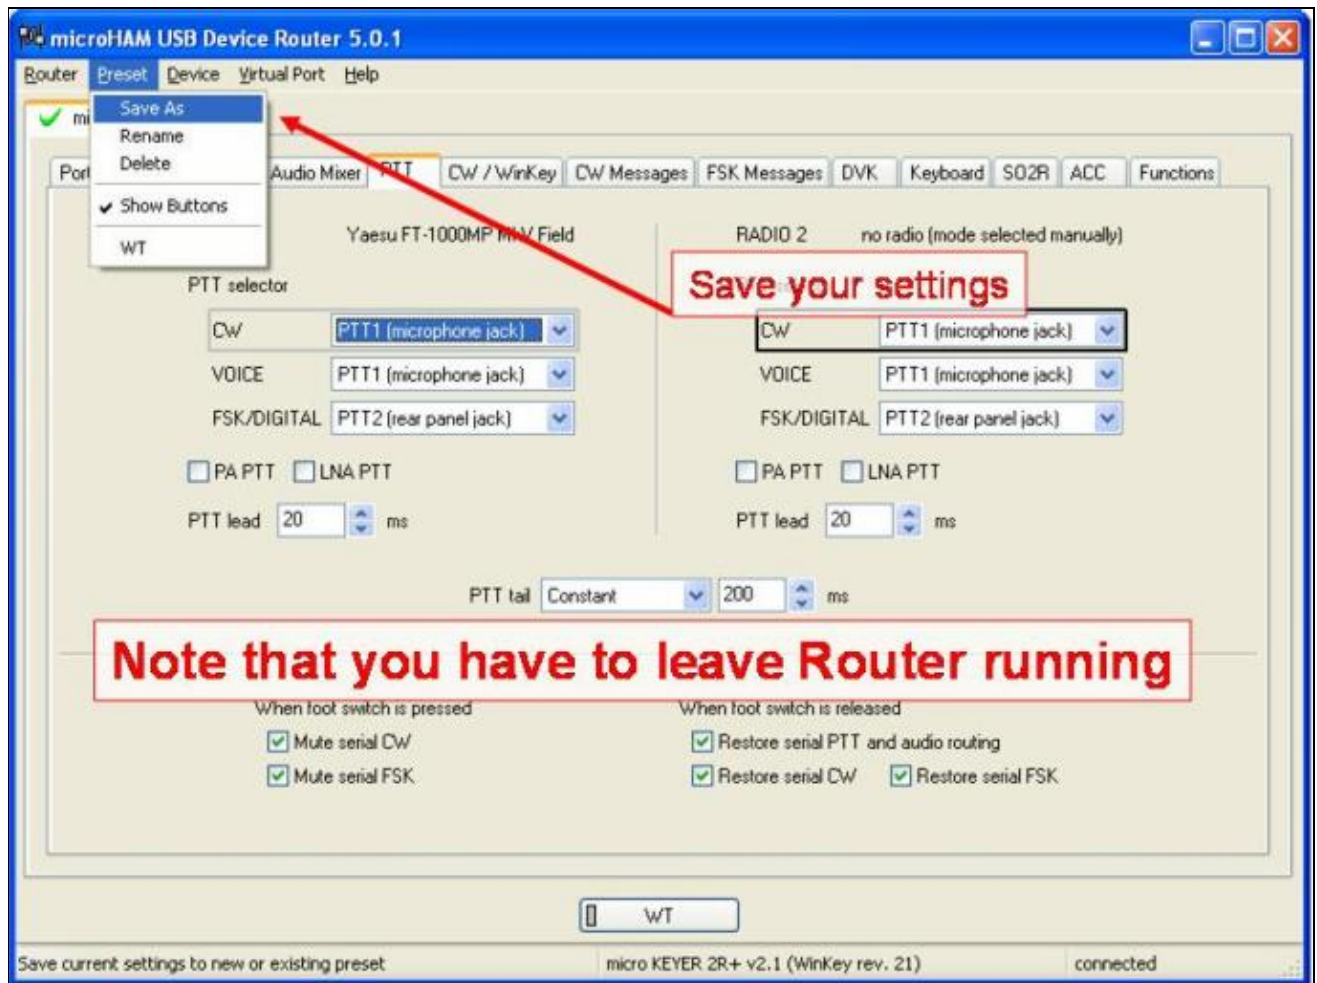 microHAM USB Device Router 5.0.1
Router Preset Device Virtual Port Help
Save As
Rename
Delete
Show Buttons
WT
Audio Mixer PTT CW / WinKey CW Messages FSK Messages DVK Keyboard SO2R ACC Functions
Yaesu FT-1000MP MkV Field
RADIO 2 no radio (mode selected manually)
Save your settings
PTT selector
CW PTT1 (microphone jack)
CW PTT1 (microphone jack)
VOICE PTT1 (microphone jack)
VOICE PTT1 (microphone jack)
FSK/DIGITAL PTT2 (rear panel jack)
FSK/DIGITAL PTT2 (rear panel jack)
PA PTT LNA PTT
PA PTT LNA PTT
PTT lead 20 ms
PTT lead 20 ms
PTT tail Constant 200 ms
Note that you have to leave Router running
When foot switch is pressed
When foot switch is released
Mute serial CW
Restore serial PTT and audio routing
Mute serial FSK
Restore serial CW Restore serial FSK
WT
Save current settings to new or existing preset
micro KEYER 2R+ v2.1 (WinKey rev. 21)
connected